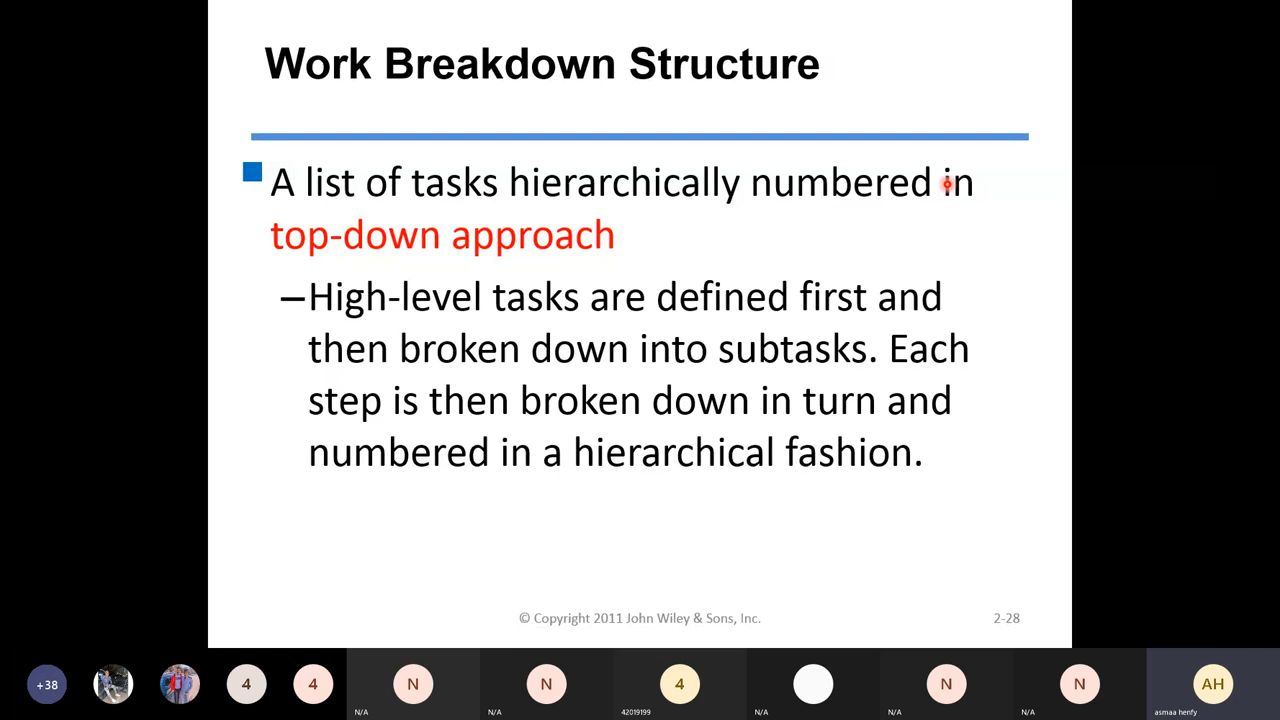 Work Breakdown Structure
A list of tasks hierarchically numbered in
top-down approach
–High-level tasks are defined first and
then broken down into subtasks. Each
step is then broken down in turn and
numbered in a hierarchical fashion.
© Copyright 2011 John Wiley & Sons, Inc.
2-28
+38
4
4
N
N
4
N
N
AH
N/A
N/A
42019199
N/A
N/A
N/A
asmaa henfy